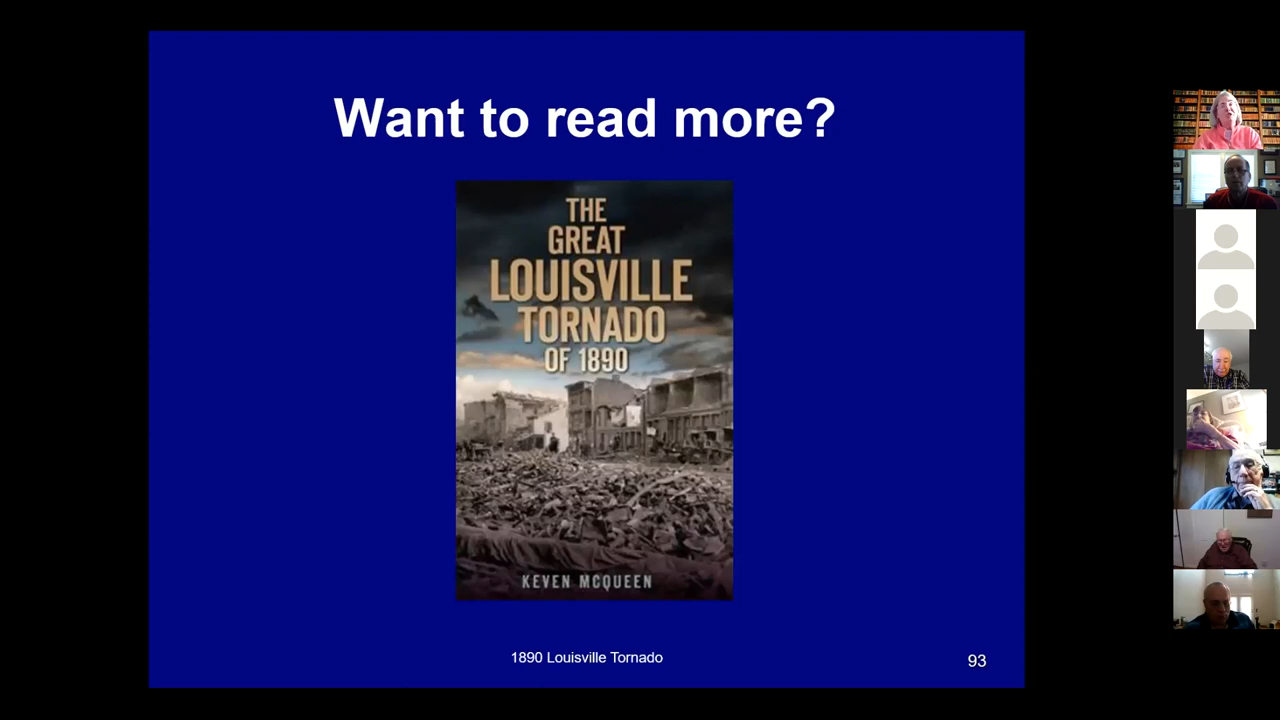 Want to read more?
THE
GREAT
LOUISVILLE
TORNADO
OF 1890
KEVEN MCQUEEN
1890 Louisville Tornado
93